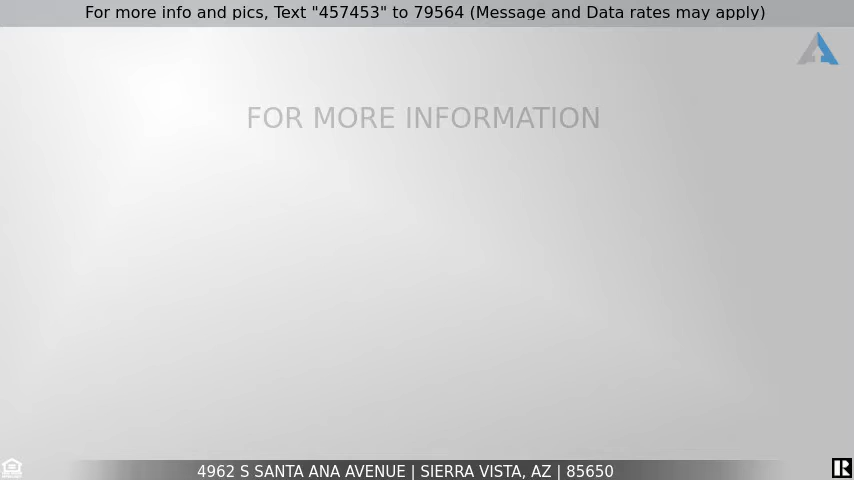 For more info and pics, Text "457453" to 79564 (Message and Data rates may apply)
FOR MORE INFORMATION
4962 S SANTA ANA AVENUE | SIERRA VISTA, AZ | 85650